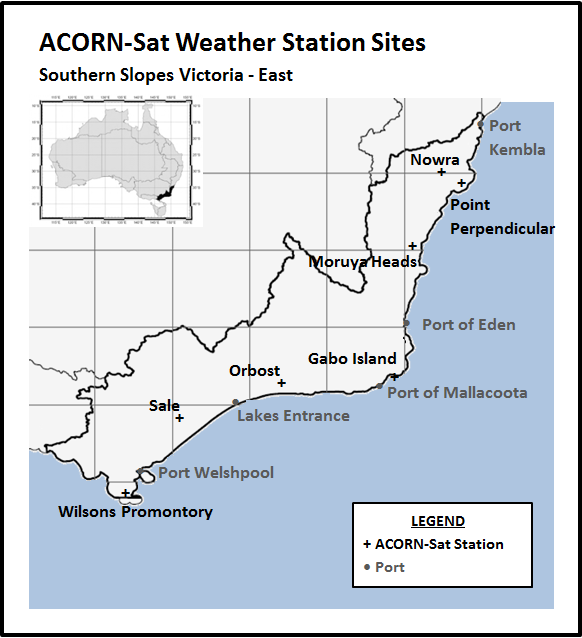 ACORN-Sat Weather Station Sites
Southern Slopes Victoria - East
Port
Kembla
Nowra
Point
Perpendicular
Moruya Heads
Port of Eden
Gabo Island
Orbost
Port of Mallacoota
Sale
Lakes Entrance
Port Welshpool
Wilsons Promontory
LEGEND
+ ACORN-Sat Station
● Port